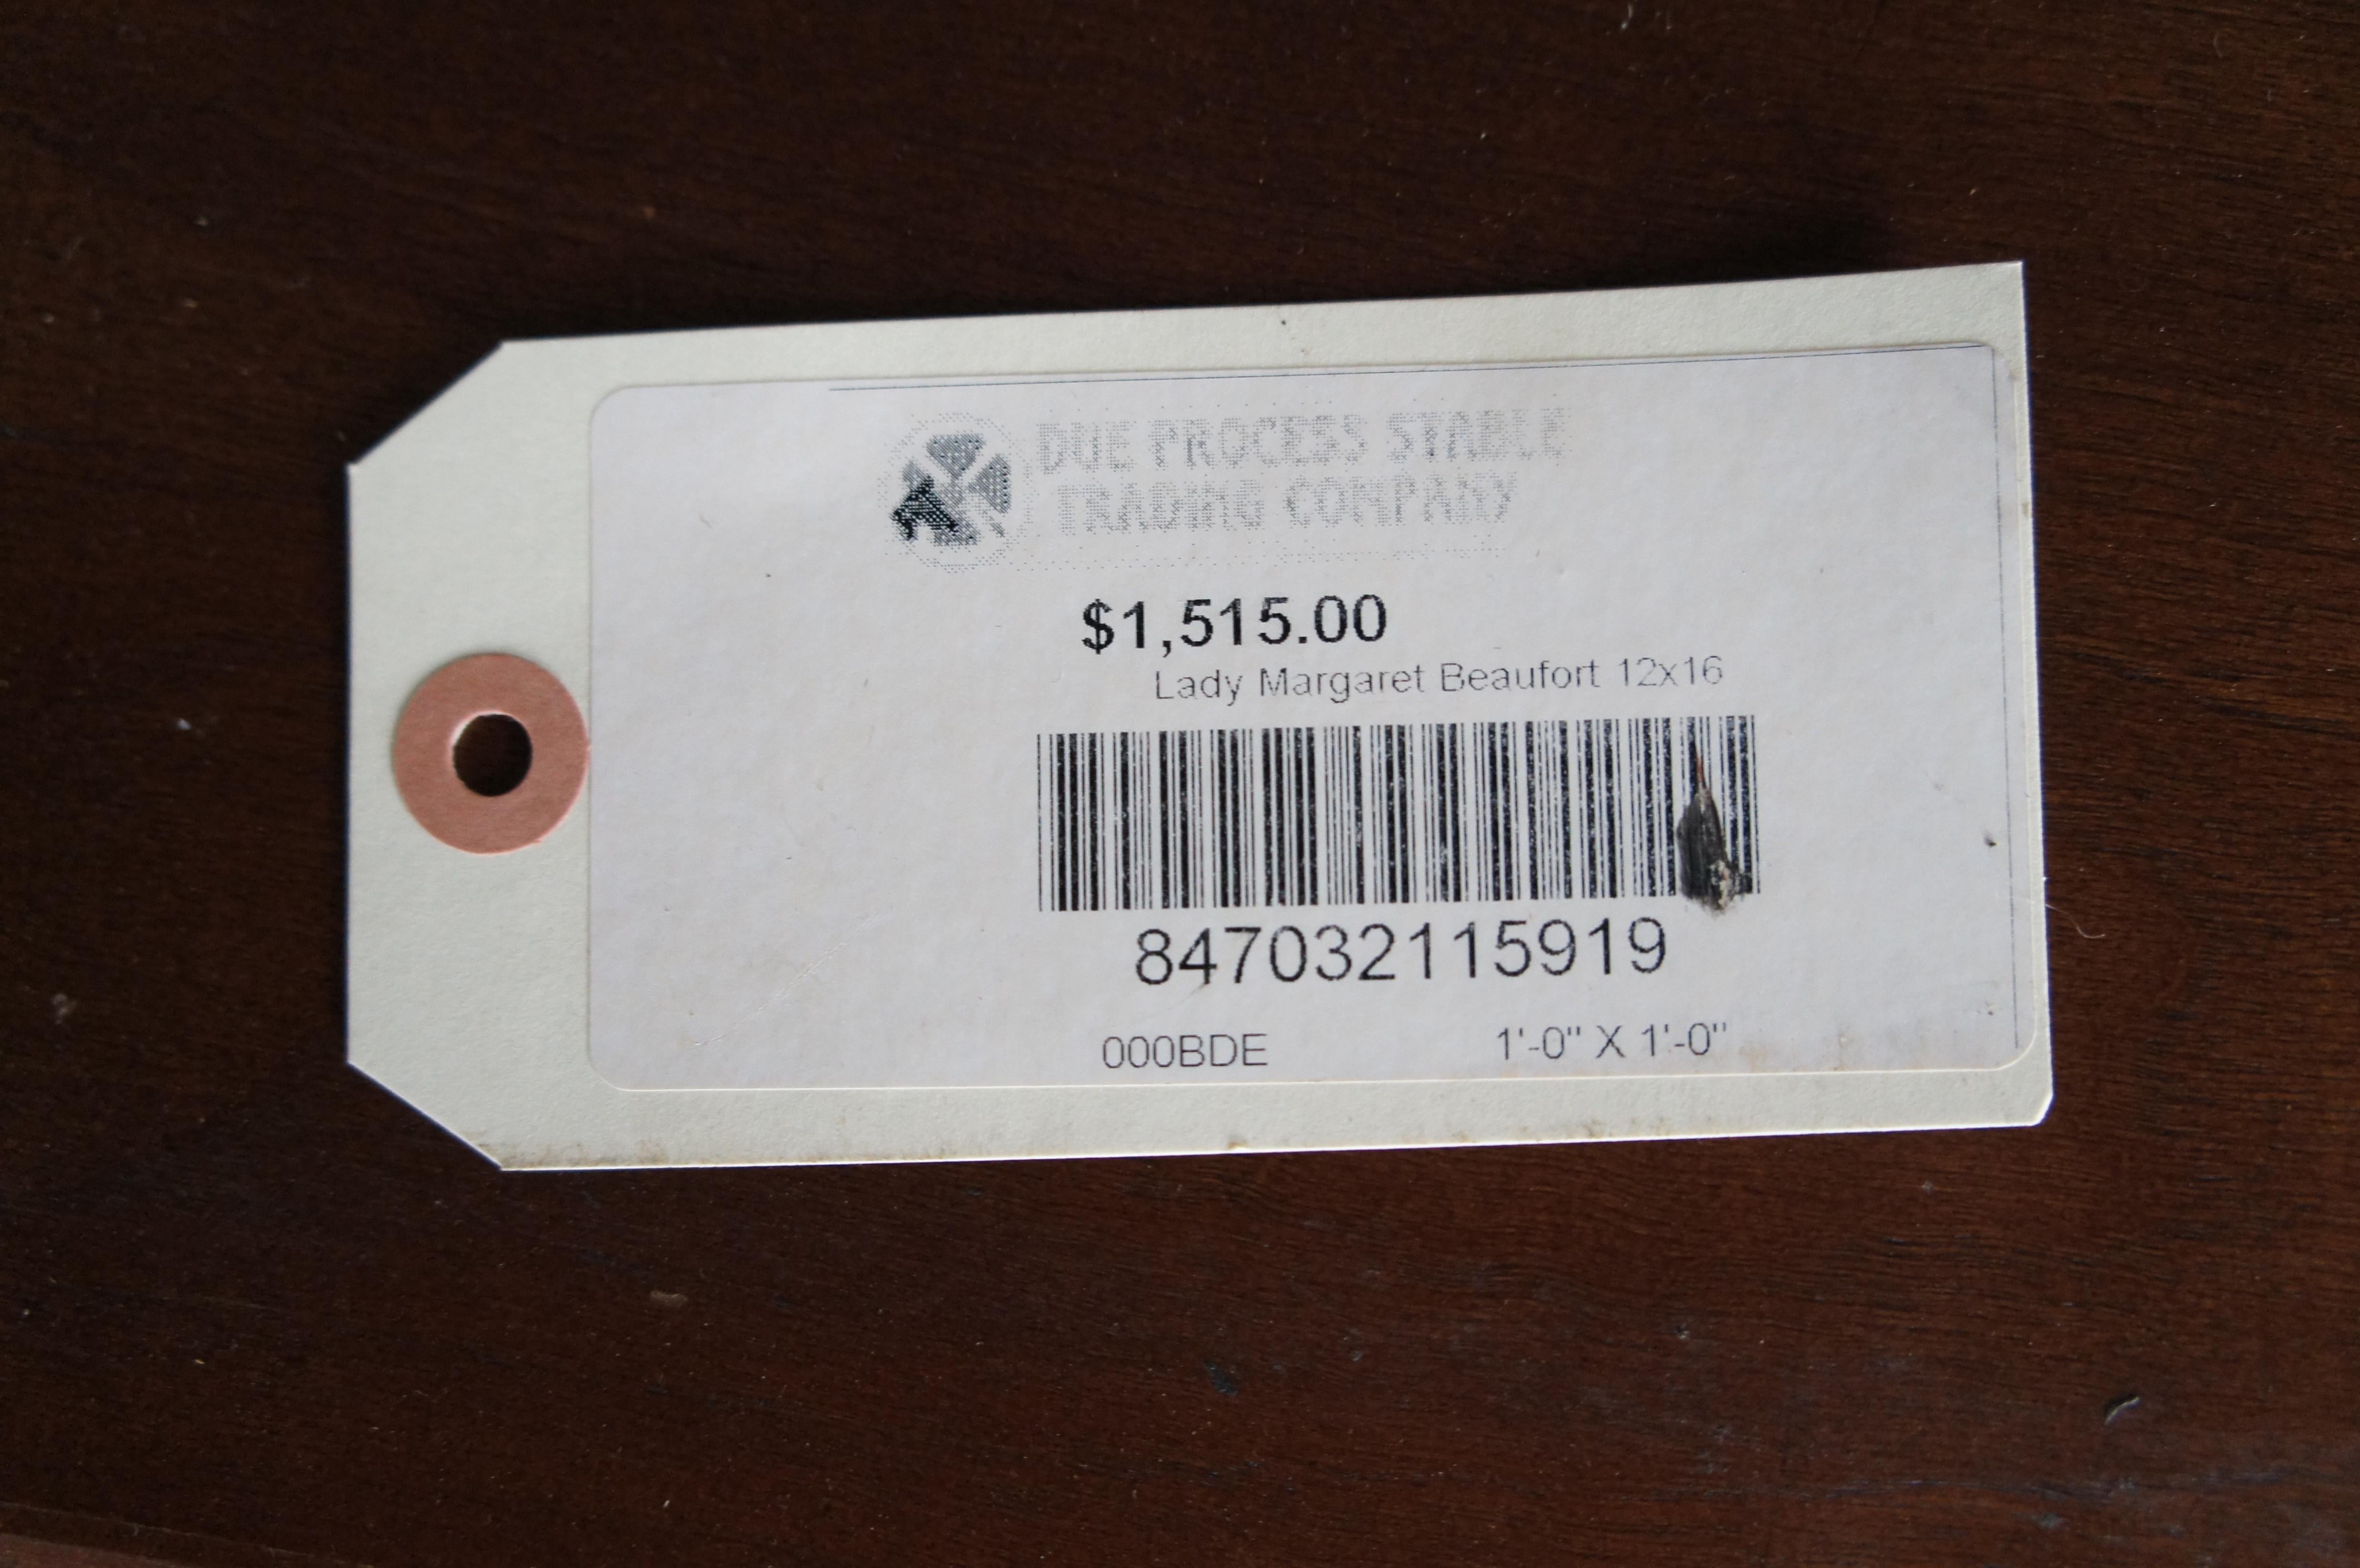 DUE PROCESS STABLE
TRADING COMPANY
$1,515.00
Lady Margaret Beaufort 12x16
847032115919
000BDE 1'-0" X 1'-0"